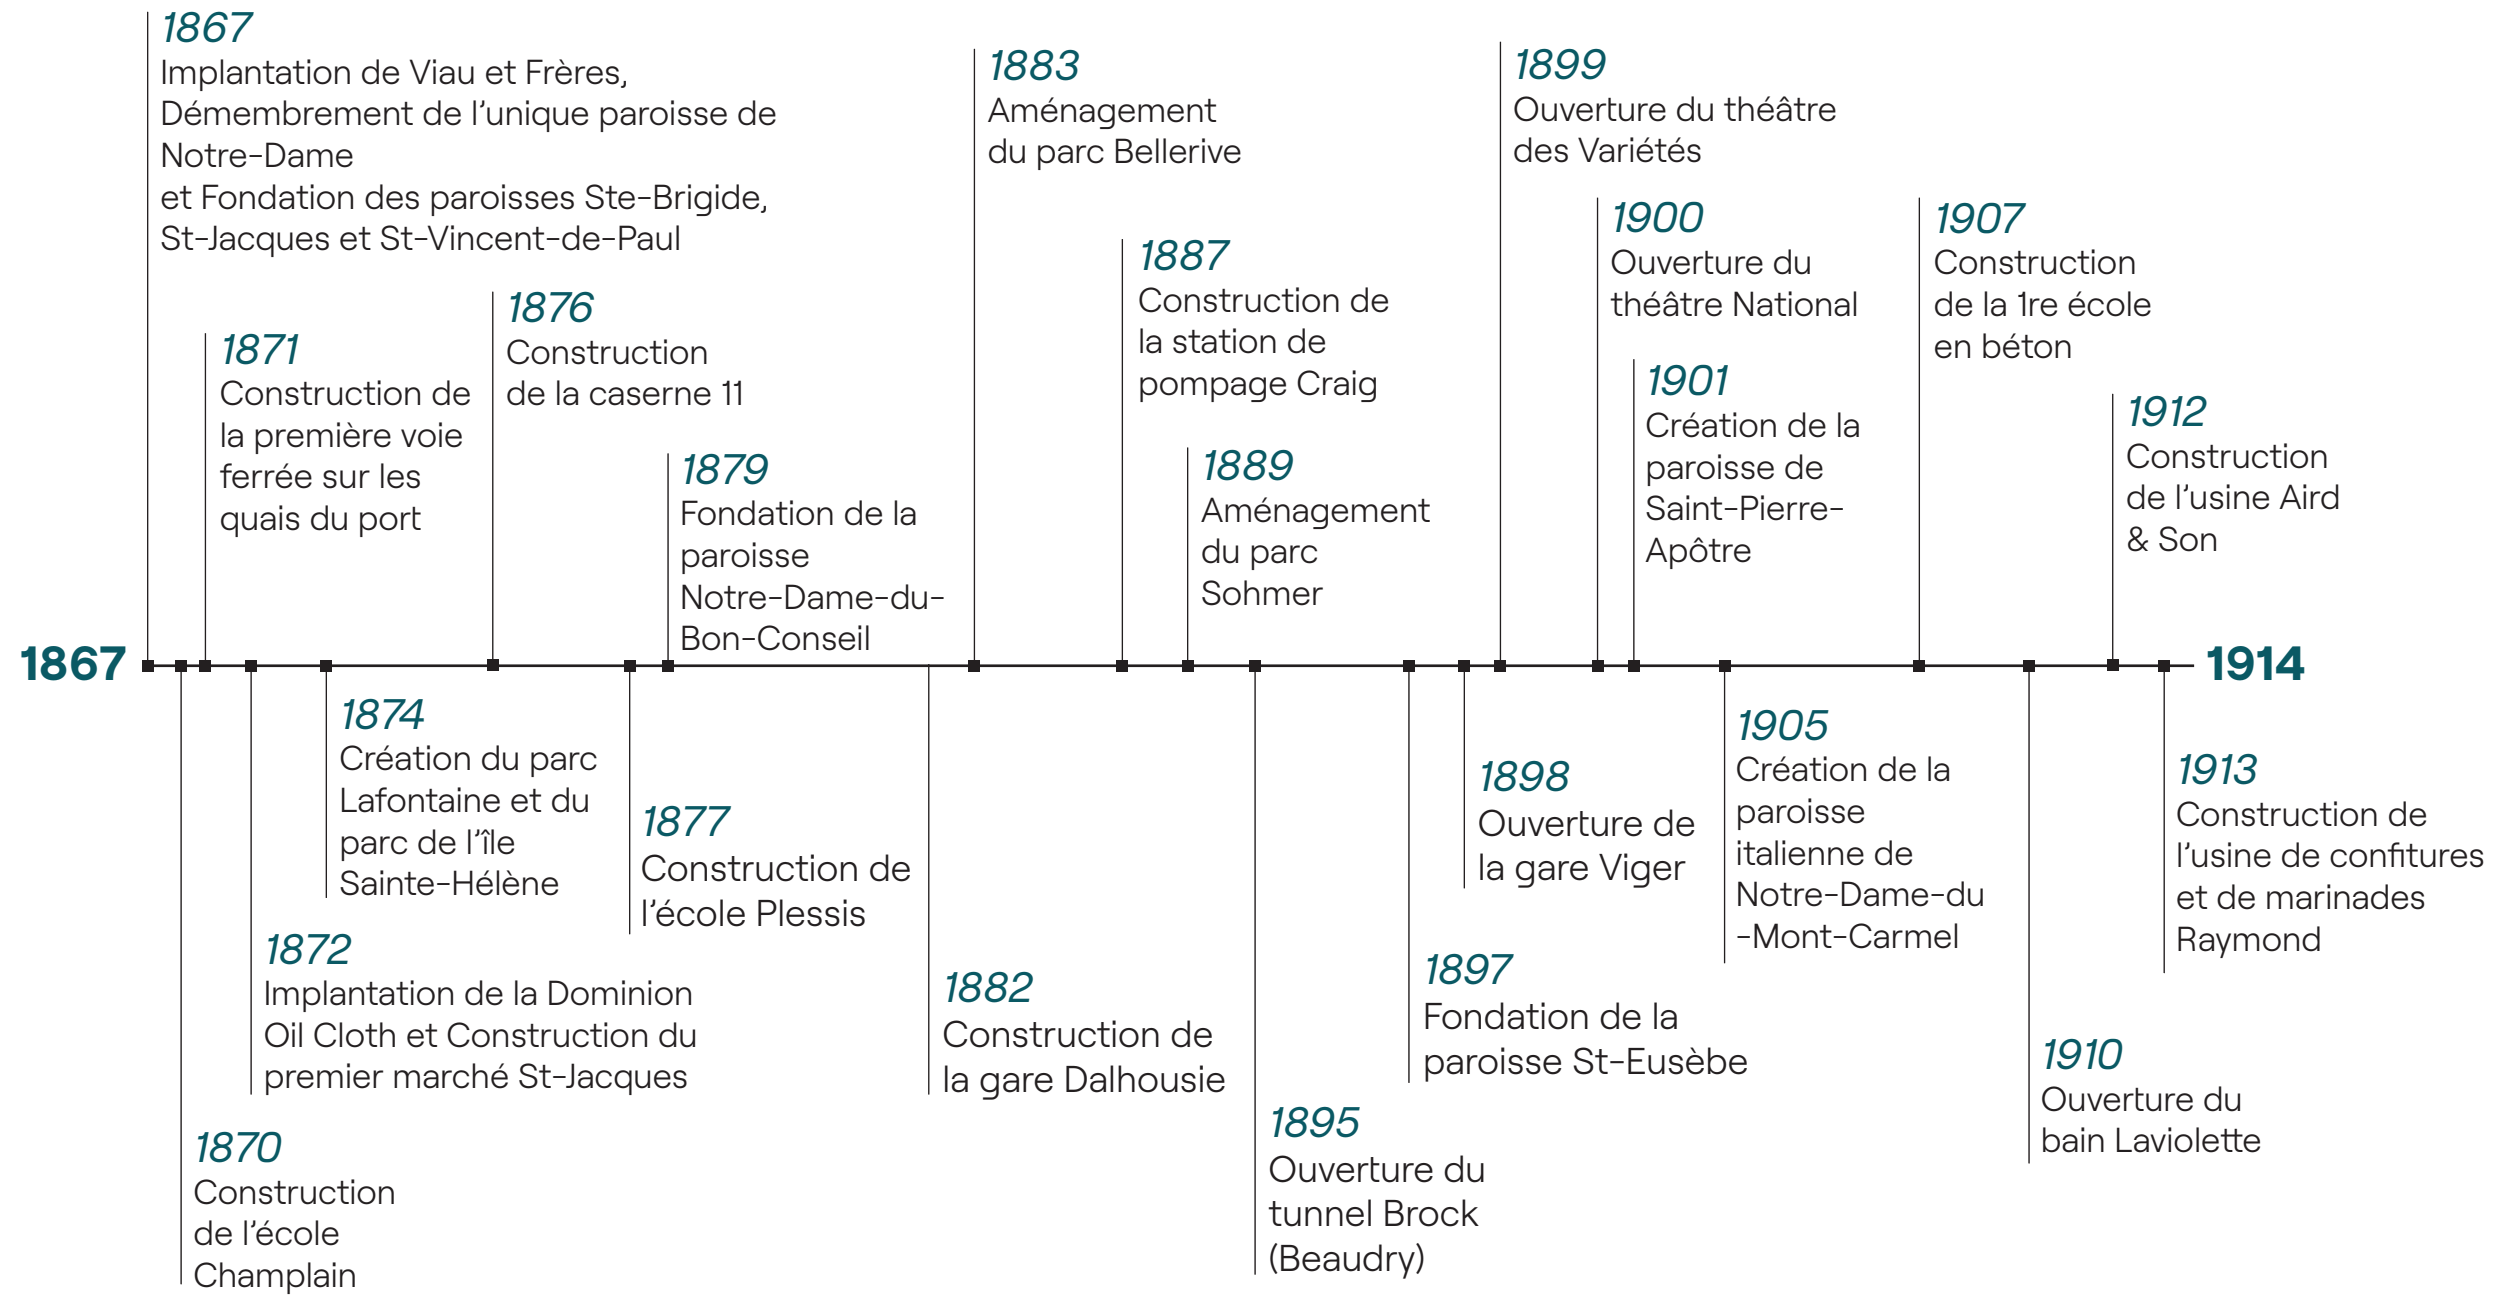 1867
Implantation de Viau et Frères,
Démembrement de l'unique paroisse de
Notre-Dame
et Fondation des paroisses Ste-Brigide,
St-Jacques et St-Vincent-de-Paul
1871
Construction de
la première voie
ferrée sur les
quais du port
1876
Construction
de la caserne 11
1879
Fondation de la
paroisse
Notre-Dame-du-
Bon-Conseil
1883
Aménagement
du parc Bellerive
1887
Construction de
la station de
pompage Craig
1889
Aménagement
du parc
Sohmer
1899
Ouverture du théâtre
des Variétés
1900
Ouverture du
théâtre National
1901
Création de la
paroisse de
Saint-Pierre-
Apôtre
1907
Construction
de la 1re école
en béton
1912
Construction
de l'usine Aird
& Son
1867
1914
1870
Construction
de l'école
Champlain
1872
Implantation de la Dominion
Oil Cloth et Construction du
premier marché St-Jacques
1874
Création du parc
Lafontaine et du
parc de l'île
Sainte-Hélène
1877
Construction de
l'école Plessis
1882
Construction de
la gare Dalhousie
1895
Ouverture du
tunnel Brock
(Beaudry)
1897
Fondation de la
paroisse St-Eusèbe
1898
Ouverture de
la gare Viger
1905
Création de la
paroisse
italienne de
Notre-Dame-du
-Mont-Carmel
1910
Ouverture du
bain Laviolette
1913
Construction de
l'usine de confitures
et de marinades
Raymond